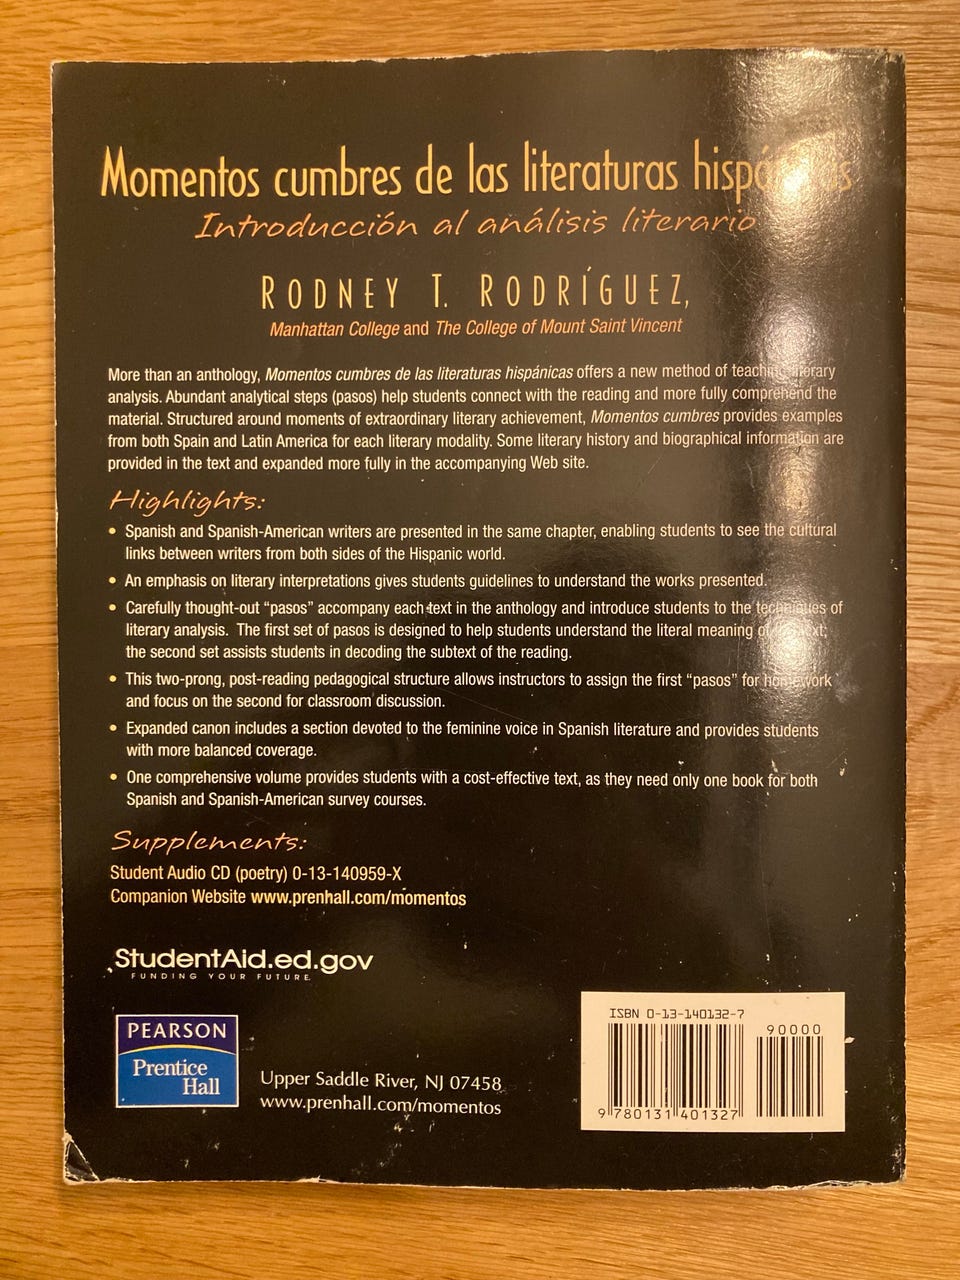 Momentos cumbres de las literaturas hispánicas
Introducción al análisis literario
RODNEY T. RODRÍGUEZ,
Manhattan College and The College of Mount Saint Vincent
More than an anthology, Momentos cumbres de las literaturas hispánicas offers a new method of teaching literary
analysis. Abundant analytical steps (pasos) help students connect with the reading and more fully comprehend the
material. Structured around moments of extraordinary literary achievement, Momentos cumbres provides examples
from both Spain and Latin America for each literary modality. Some literary history and biographical information are
provided in the text and expanded more fully in the accompanying Web site.
Highlights:
• Spanish and Spanish-American writers are presented in the same chapter, enabling students to see the cultural
links between writers from both sides of the Hispanic world.
• An emphasis on literary interpretations gives students guidelines to understand the works presented.
• Carefully thought-out “pasos” accompany each text in the anthology and introduce students to the techniques of
literary analysis. The first set of pasos is designed to help students understand the literal meaning of text;
the second set assists students in decoding the subtext of the reading.
• This two-prong, post-reading pedagogical structure allows instructors to assign the first “pasos” for homework
and focus on the second for classroom discussion.
• Expanded canon includes a section devoted to the feminine voice in Spanish literature and provides students
with more balanced coverage.
• One comprehensive volume provides students with a cost-effective text, as they need only one book for both
Spanish and Spanish-American survey courses.
Supplements:
Student Audio CD (poetry) 0-13-140959-X
Companion Website www.prenhall.com/momentos
StudentAid.ed.gov
FUNDING YOUR FUTURE.
PEARSON
Prentice
Hall
Upper Saddle River, NJ 07458
www.prenhall.com/momentos
ISBN 0-13-140132-7
90000
9 780131 401327